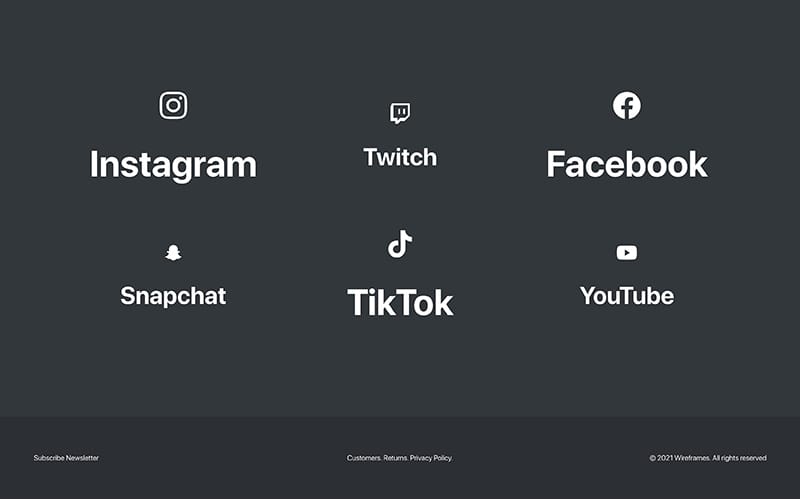 Instagram
Twitch
Facebook
Snapchat
TikTok
YouTube
Subscribe Newsletter
Customers. Returns. Privacy Policy.
© 2021 Wireframes. All rights reserved